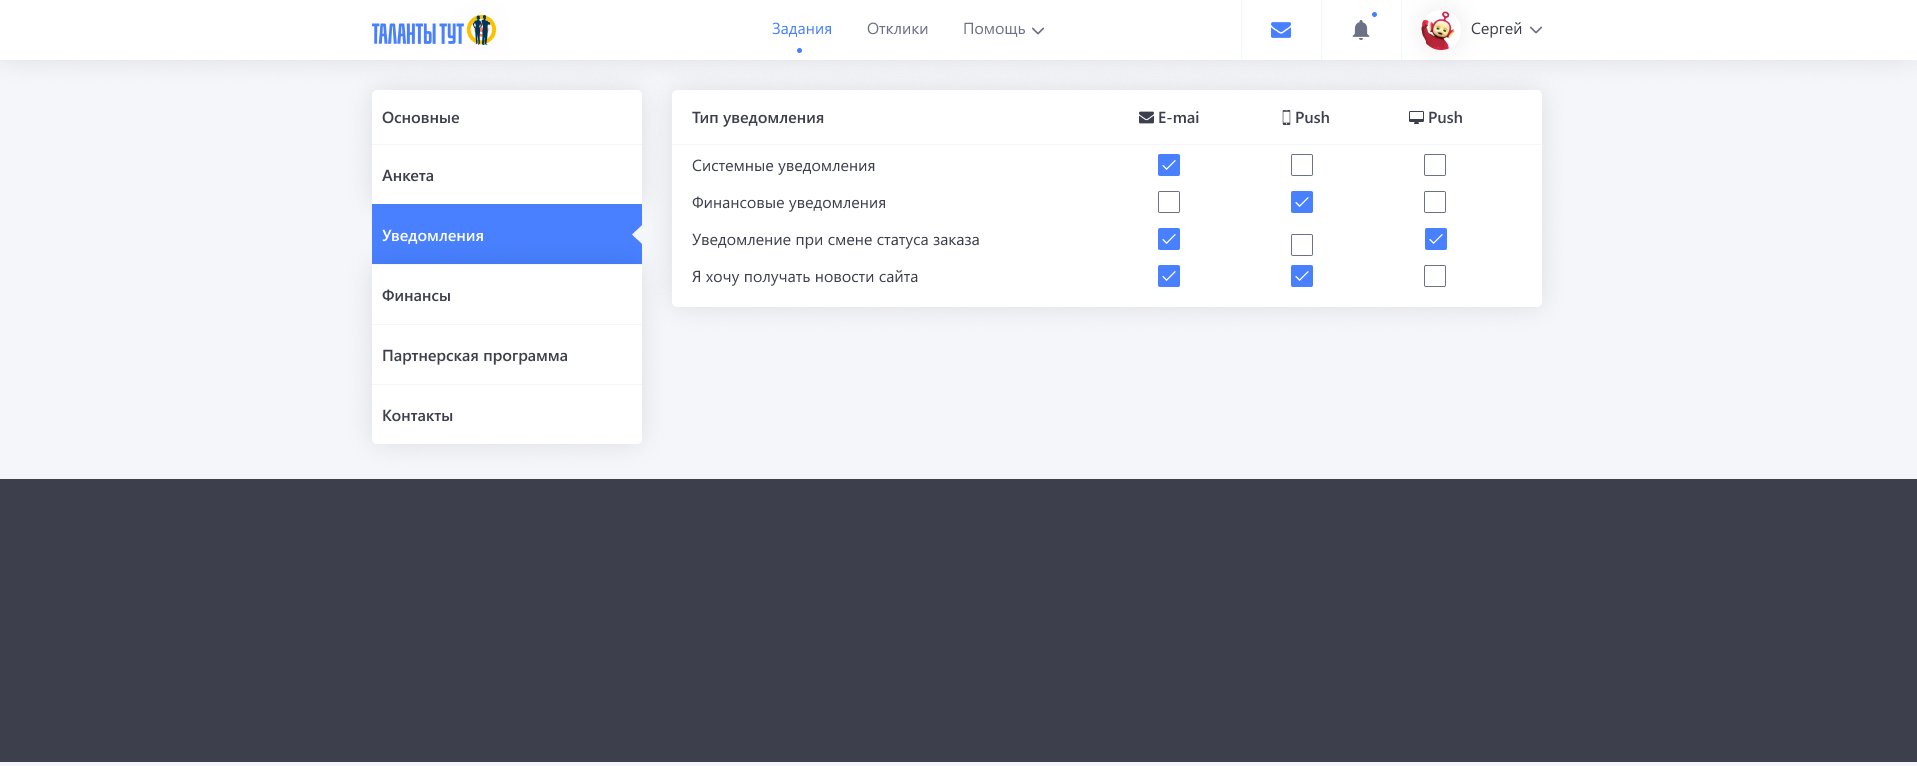 ТАЛАНТЫ ТУТ
Задания
Отклики
Помощь
Сергей
Основные
Анкета
Уведомления
Финансы
Партнерская программа
Контакты
Тип уведомления
E-mai
Push
Push
Системные уведомления
Финансовые уведомления
Уведомление при смене статуса заказа
Я хочу получать новости сайта